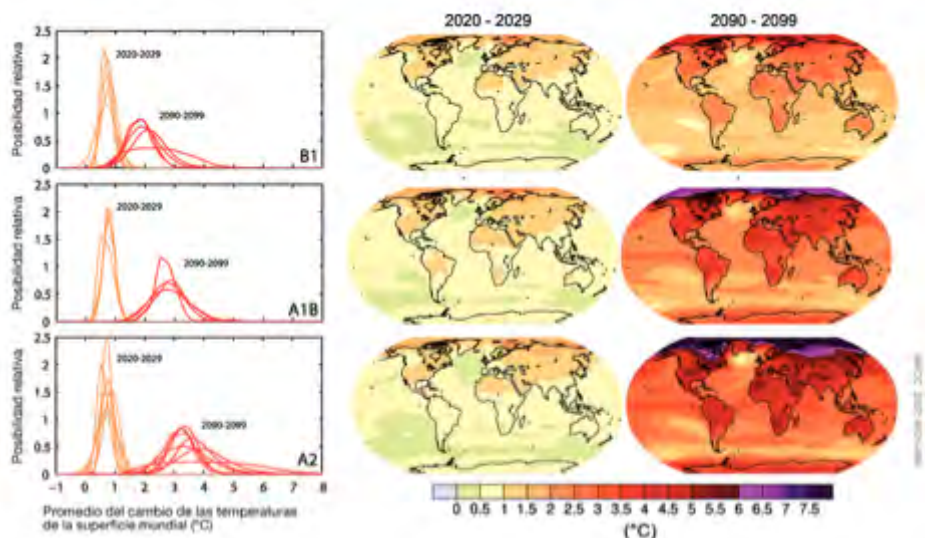 2020 - 2029
2090 - 2099
Posibilidad relativa
2.5
2
1.5
1
0.5
0
2020-2029
2090-2099
B1
Posibilidad relativa
2
1.5
1
0.5
0
2020-2029
2090-2099
A1B
Posibilidad relativa
2.5
2
1.5
1
0.5
0
2020-2029
2090-2099
A2
-1 0 1 2 3 4 5 6 7 8
Promedio del cambio de las temperaturas
de la superficie mundial (°C)
0 0.5 1 1.5 2 2.5 3 3.5 4 4.5 5 5.5 6 6.5 7 7.5
(°C)